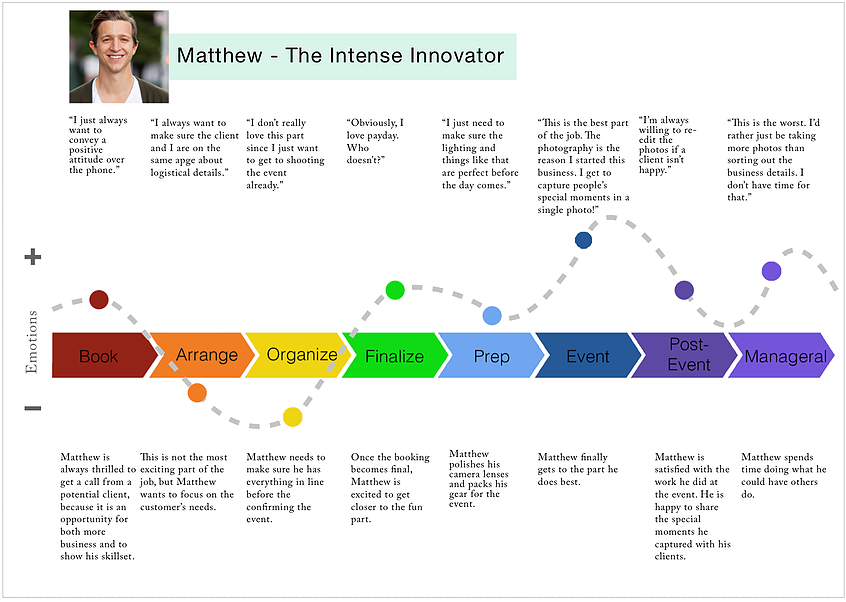 Matthew - The Intense Innovator
“I just always
want to
convey a
positive
attitude over
the phone.”
“I always want to
make sure the client
and I are on the
same apge about
logistical details.”
“I don’t really
love this part
since I just want
to get to shooting
the event
already.”
“Obviously, I
love payday.
Who
doesn’t?”
“I just need to
make sure the
lighting and
things like that
are perfect before
the day comes.”
“This is the best part
of the job. The
photography is the
reason I started this
business. I get to
capture people’s
special moments in a
single photo!”
“I’m always
willing to re-
edit the
photos if a
client isn’t
happy.”
“This is the worst. I’d
rather just be taking
more photos than
sorting out the
business details. I
don’t have time for
that.”
+
Emotions
–
Book
Arrange
Organize
Finalize
Prep
Event
Post-
Event
Manageral
Matthew is
always thrilled to
get a call from a
potential client,
because it is an
opportunity for
both more
business and to
show his skillset.
This is not the most
exciting part of the
job, but Matthew
wants to focus on the
customer’s needs.
Matthew needs to
make sure he has
everything in line
before the
confirming the
event.
Once the booking
becomes final,
Matthew is
excited to get
closer to the fun
part.
Matthew
polishes his
camera lenses
and packs his
gear for the
event.
Matthew finally
gets to the part he
does best.
Matthew is
satisfied with the
work he did at
the event. He is
happy to share
the special
moments he
captured with his
clients.
Matthew spends
time doing what he
could have others
do.